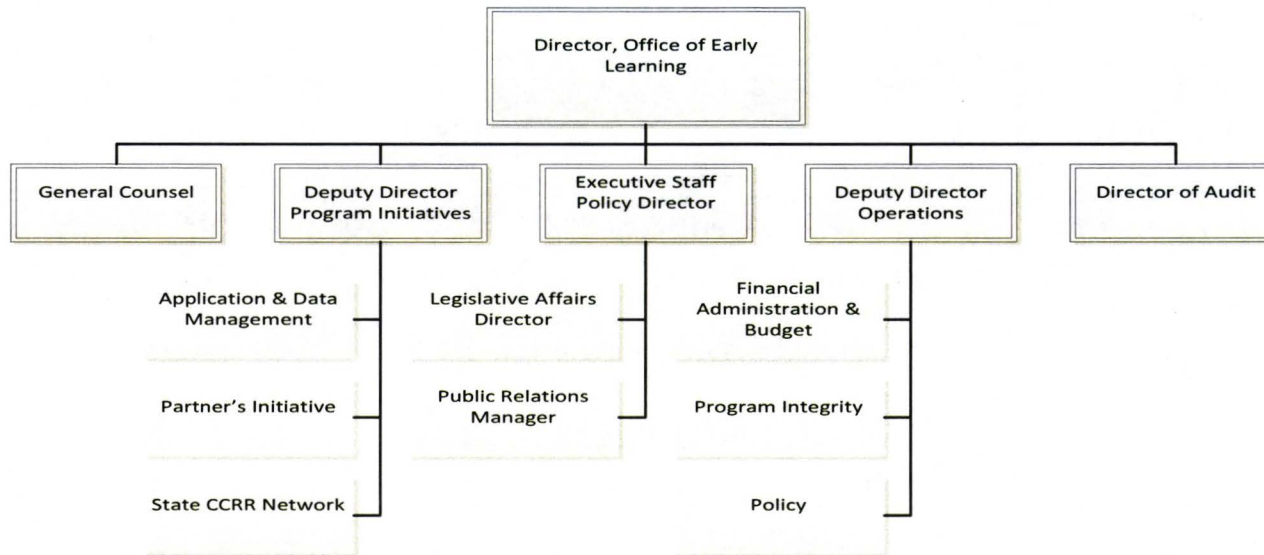 Director, Office of Early
Learning
General Counsel
Deputy Director
Program Initiatives
Executive Staff
Policy Director
Deputy Director
Operations
Director of Audit
Application & Data
Management
Legislative Affairs
Director
Financial
Administration &
Budget
Partner's Initiative
Public Relations
Manager
Program Integrity
State CCRR Network
Policy